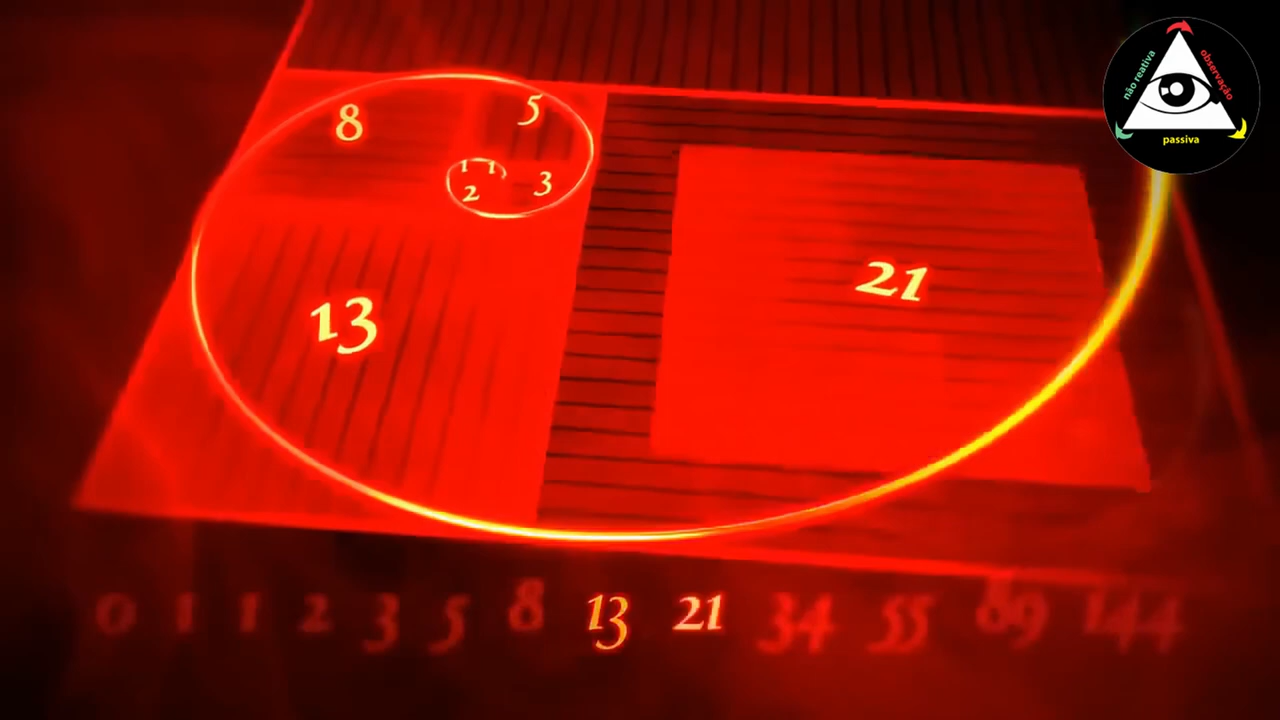 não reativa
observação
passiva
8
5
1 1
2
3
13
21
0 1 1 2 3 5 8 13 21 34 55 89 144